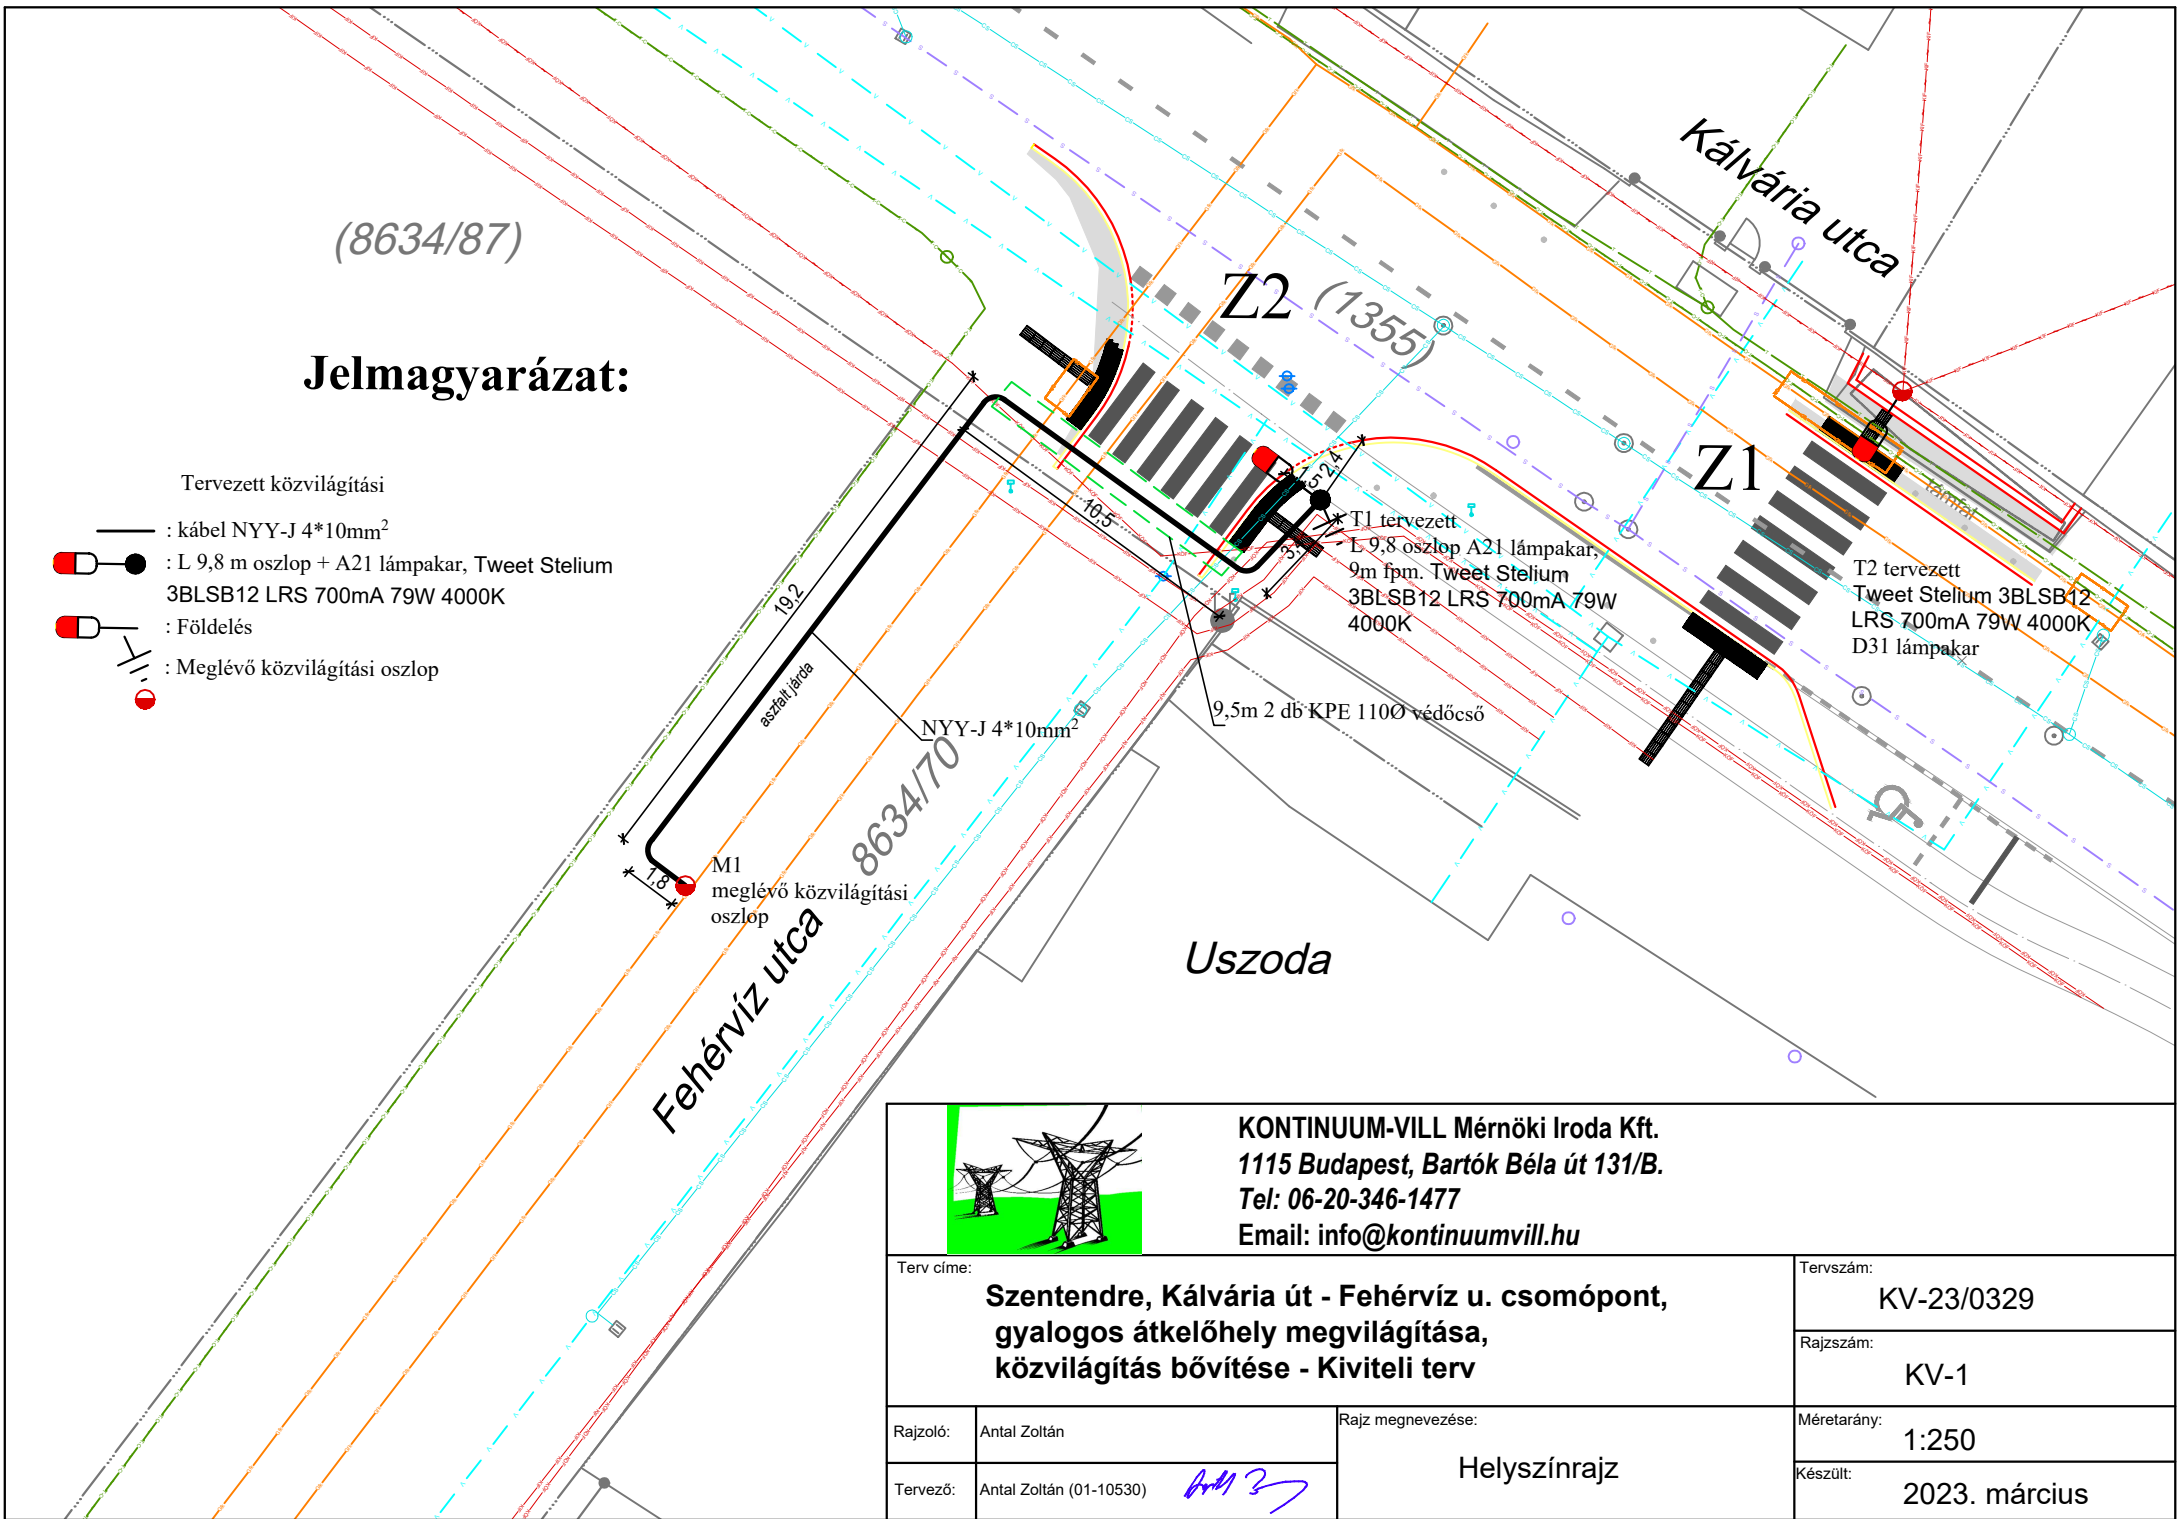 (8634/87)
Jelmagyarázat:
Tervezett közvilágítási
: kábel NYY-J 4*10mm²
: L 9,8 m oszlop + A21 lámpakar, Tweet Stelium
3BLSB12 LRS 700mA 79W 4000K
: Földelés
: Meglévő közvilágítási oszlop
Kálvária utca
Z2
(1355)
Z1
támfal
2,4
10,5
19,2
aszfalt járda
T1 tervezett
L 9,8 oszlop A21 lámpakar,
9m fpm. Tweet Stelium
3BLSB12 LRS 700mA 79W
4000K
T2 tervezett
Tweet Stelium 3BLSB12
LRS 700mA 79W 4000K
D31 lámpakar
9,5m 2 db KPE 110Ø védőcső
NYY-J 4*10mm²
8634/70
1,8
M1
meglévő közvilágítási
oszlop
Fehérvíz utca
Uszoda
KONTINUUM-VILL Mérnöki Iroda Kft.
1115 Budapest, Bartók Béla út 131/B.
Tel: 06-20-346-1477
Email: info@kontinuumvill.hu
Terv címe:
Szentendre, Kálvária út - Fehérvíz u. csomópont,
gyalogos átkelőhely megvilágítása,
közvilágítás bővítése - Kiviteli terv
Tervszám:
KV-23/0329
Rajzszám:
KV-1
Rajzoló:
Antal Zoltán
Rajz megnevezése:
Helyszínrajz
Méretarány:
1:250
Tervező:
Antal Zoltán (01-10530)
Készült:
2023. március